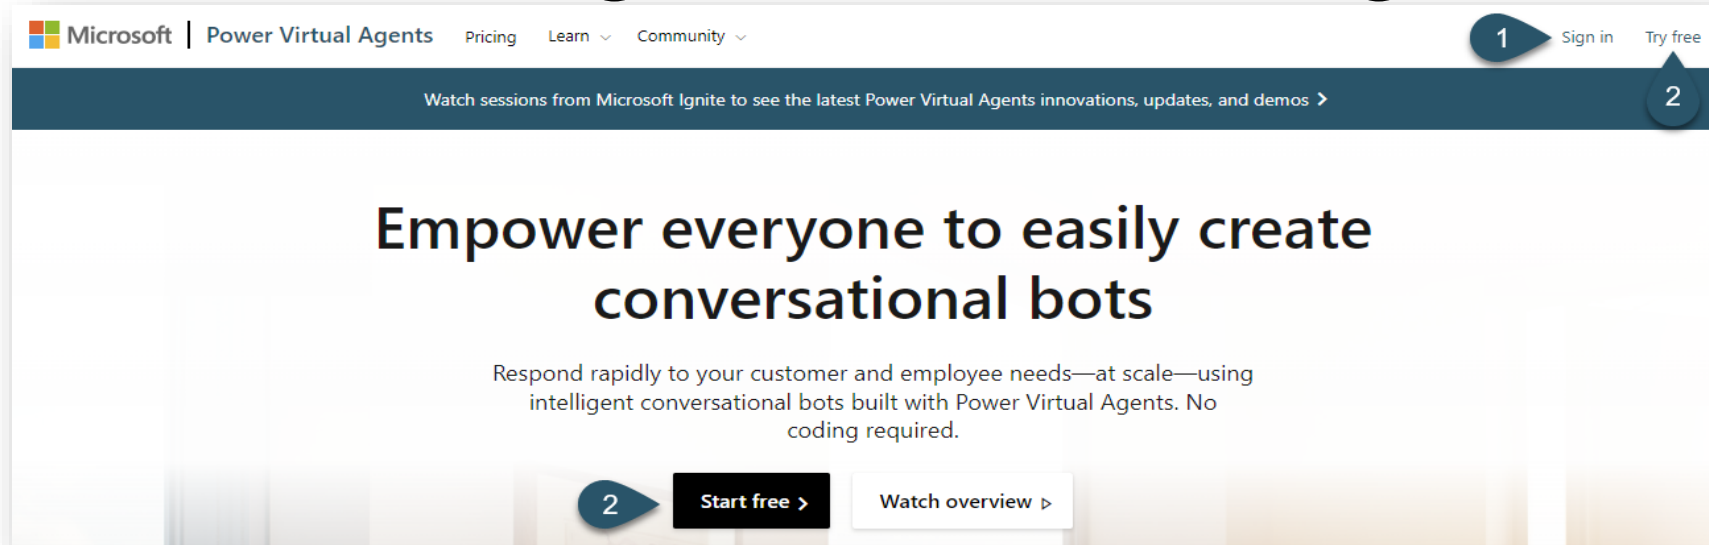 Microsoft | Power Virtual Agents Pricing Learn Community 1 Sign in Try free
Watch sessions from Microsoft Ignite to see the latest Power Virtual Agents innovations, updates, and demos
2
Empower everyone to easily create
conversational bots
Respond rapidly to your customer and employee needs—at scale—using
intelligent conversational bots built with Power Virtual Agents. No
coding required.
2 Start free Watch overview